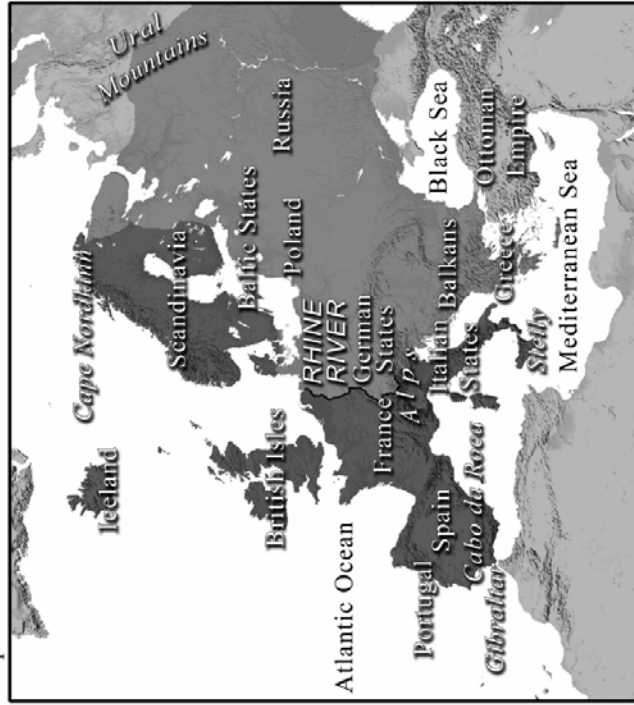 Ural
Mountains
Cape Nordkinn
Iceland
Scandinavia
Baltic States
Russia
British Isles
Poland
RHINE
RIVER
Atlantic Ocean
German
States
France
Alps
Black Sea
Portugal
Spain
Italian
States
Balkans
Cabo da Roca
Ottoman
Empire
Gibraltar
Greece
Sicily
Mediterranean Sea